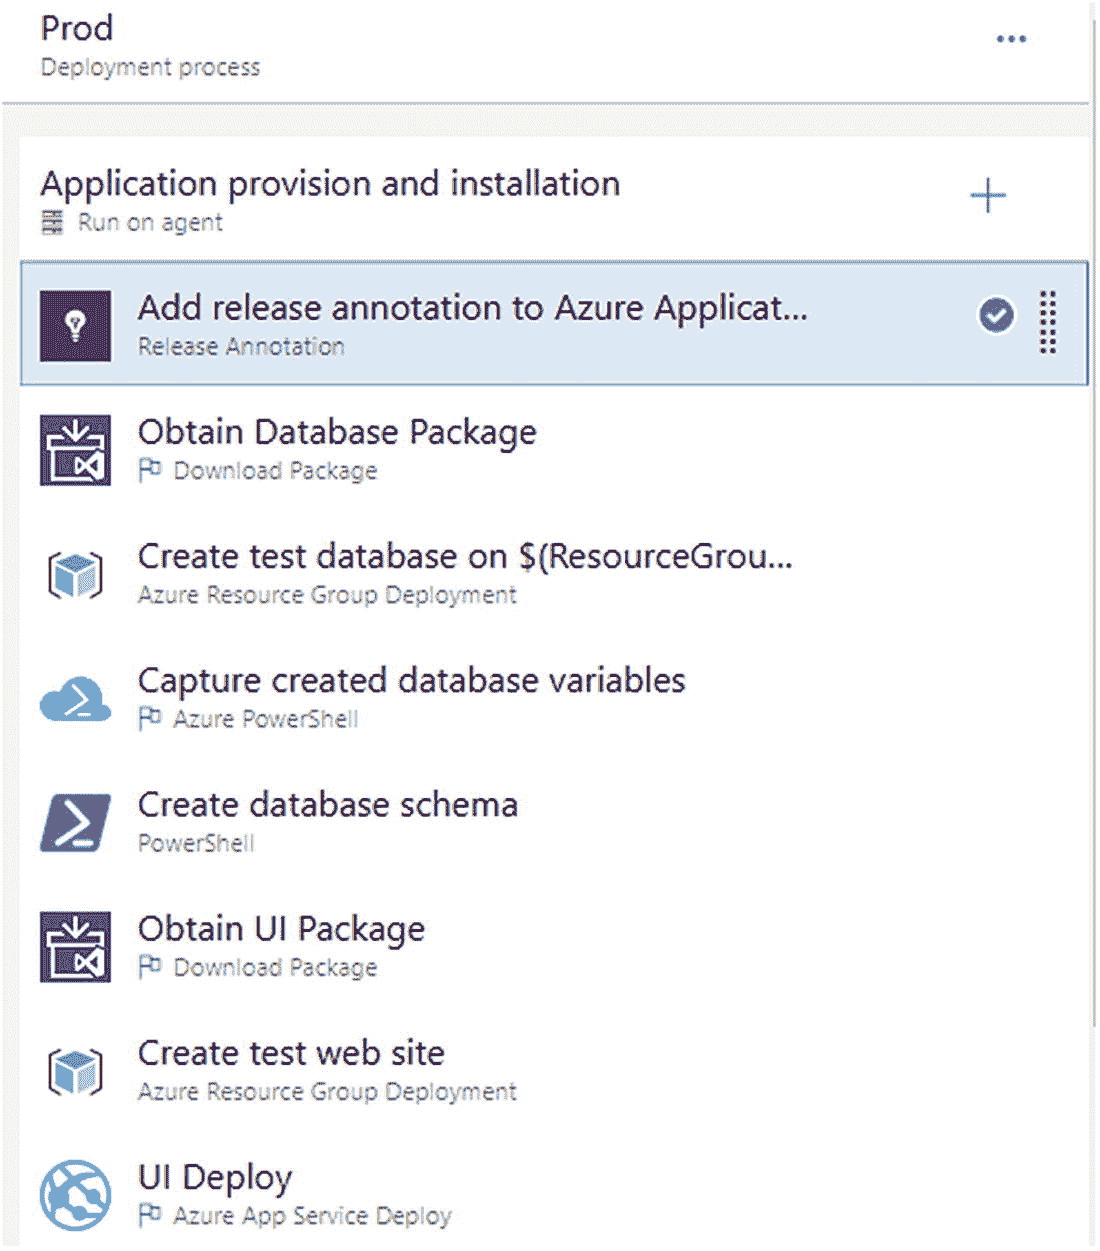 Prod
Deployment process
Application provision and installation
Run on agent
Add release annotation to Azure Applicat...
Release Annotation
Obtain Database Package
Download Package
Create test database on $(ResourceGrou...
Azure Resource Group Deployment
Capture created database variables
Azure PowerShell
Create database schema
PowerShell
Obtain UI Package
Download Package
Create test web site
Azure Resource Group Deployment
UI Deploy
Azure App Service Deploy